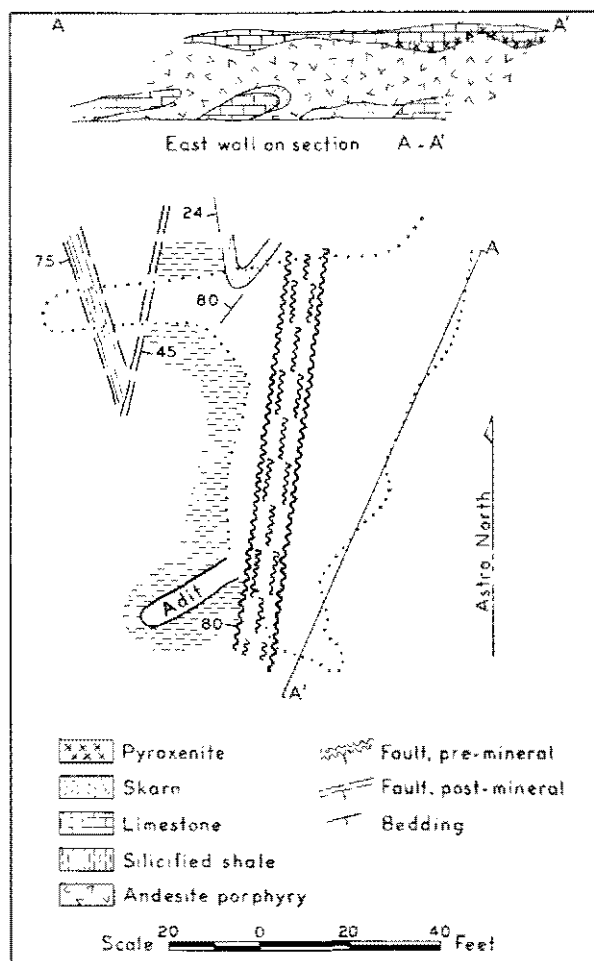 A A'
East wall on section A - A'
24
75
80
45
A
Astro North
Adit
80
A'
Pyroxenite
Skarn
Limestone
Silicified shale
Andesite porphyry
Fault, pre-mineral
Fault, post-mineral
Bedding
Scale 20 0 20 40 Feet